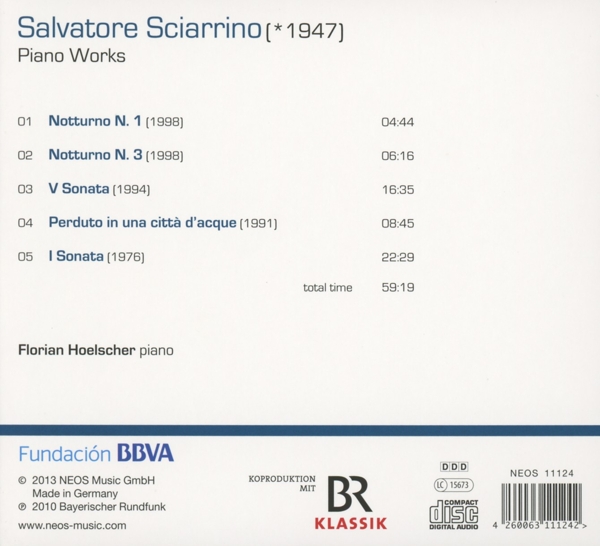 Salvatore Sciarrino (*1947)
Piano Works
01 Notturno N. 1 (1998) 04:44
02 Notturno N. 3 (1998) 06:16
03 V Sonata (1994) 16:35
04 Perduto in una città d'acque (1991) 08:45
05 I Sonata (1976) 22:29
total time 59:19
Florian Hoelscher piano
Fundación BBVA
© 2013 NEOS Music GmbH
Made in Germany
℗ 2010 Bayerischer Rundfunk
www.neos-music.com
KOPRODUKTION
MIT
BR
KLASSIK
DDD
LC 15673
COMPACT
disc
DIGITAL AUDIO
NEOS 11124
4 260063 111242